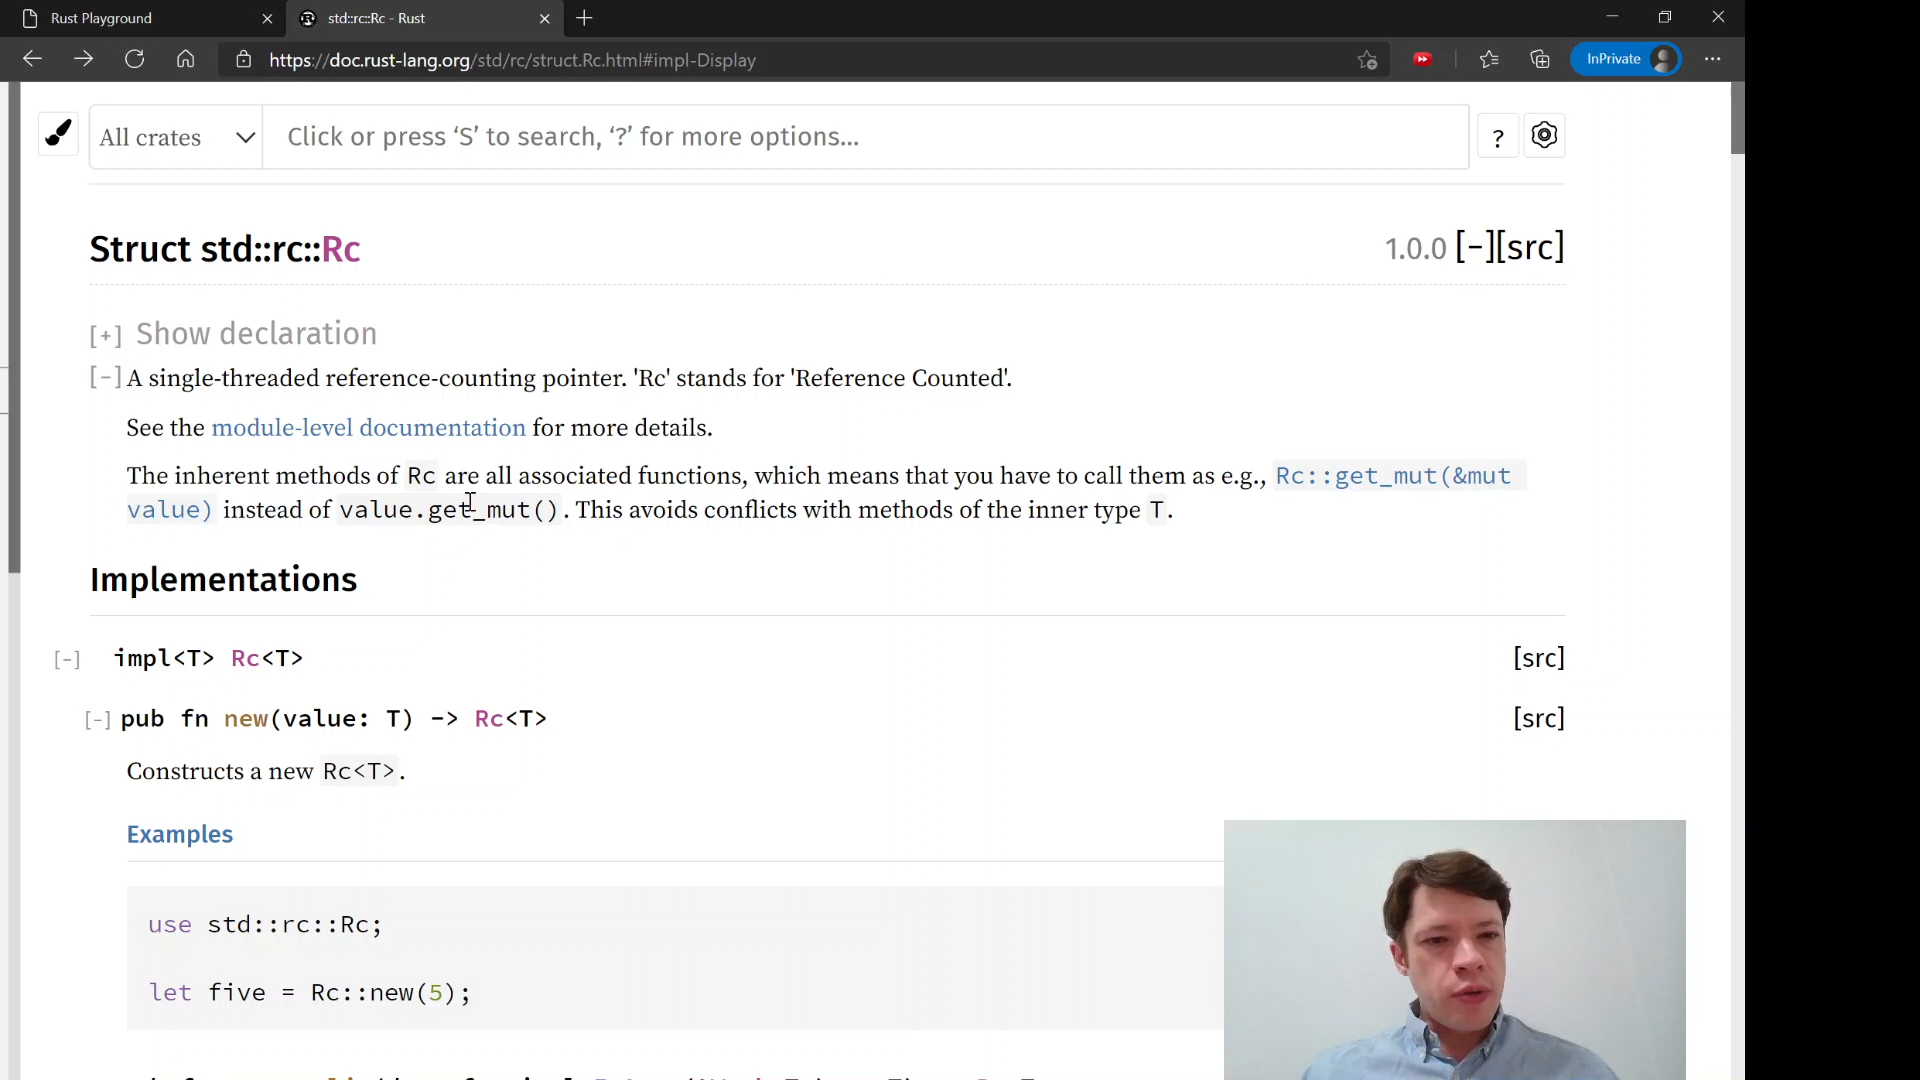 Rust Playground
std::rc::Rc - Rust
https://doc.rust-lang.org/std/rc/struct.Rc.html#impl-Display
InPrivate
All crates
Click or press ‘S’ to search, ‘?’ for more options…
?
Struct std::rc::Rc
1.0.0 [-][src]
[+] Show declaration
[-] A single-threaded reference-counting pointer. 'Rc' stands for 'Reference Counted'.
See the module-level documentation for more details.
The inherent methods of Rc are all associated functions, which means that you have to call them as e.g., Rc::get_mut(&mut
value) instead of value.get_mut(). This avoids conflicts with methods of the inner type T.
Implementations
[-] impl<T> Rc<T> [src]
[-] pub fn new(value: T) -> Rc<T> [src]
Constructs a new Rc<T>.
Examples
use std::rc::Rc;
let five = Rc::new(5);